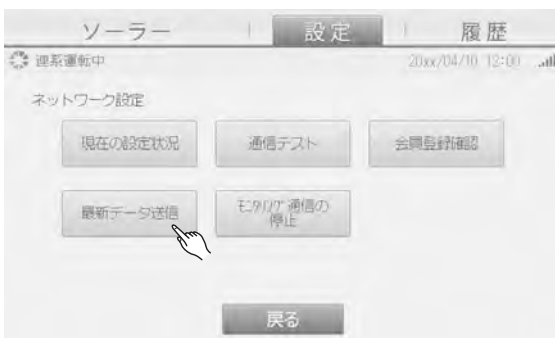 ソーラー 設定 履歴
連系運転中 20xx/04/10 12:00
ネットワーク設定
現在の設定状況 通信テスト 会員登録確認
最新データ送信 ﾓﾆﾀﾘﾝｸﾞ通信の
停止
戻る